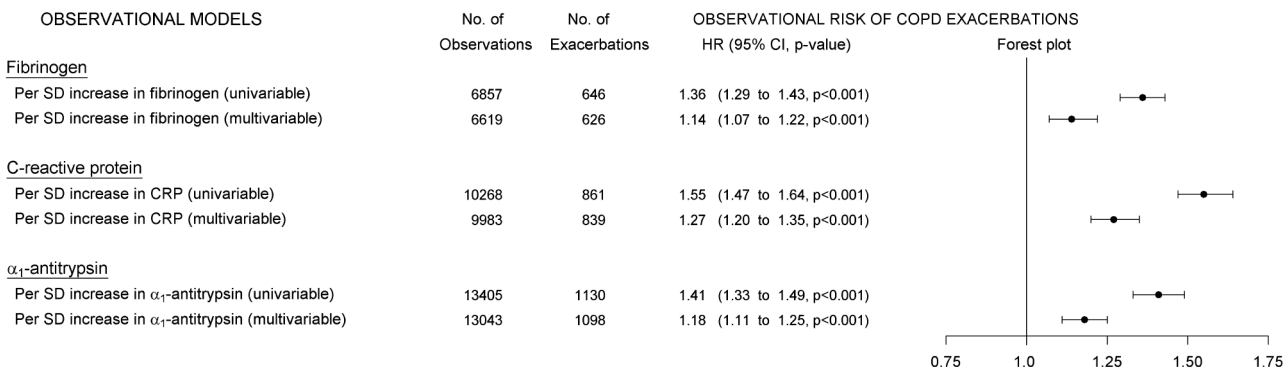 OBSERVATIONAL MODELS No. of No. of OBSERVATIONAL RISK OF COPD EXACERBATIONS
Observations Exacerbations HR (95% CI, p-value) Forest plot
Fibrinogen
Per SD increase in fibrinogen (univariable) 6857 646 1.36 (1.29 to 1.43, p<0.001)
Per SD increase in fibrinogen (multivariable) 6619 626 1.14 (1.07 to 1.22, p<0.001)
C-reactive protein
Per SD increase in CRP (univariable) 10268 861 1.55 (1.47 to 1.64, p<0.001)
Per SD increase in CRP (multivariable) 9983 839 1.27 (1.20 to 1.35, p<0.001)
α₁-antitrypsin
Per SD increase in α₁-antitrypsin (univariable) 13405 1130 1.41 (1.33 to 1.49, p<0.001)
Per SD increase in α₁-antitrypsin (multivariable) 13043 1098 1.18 (1.11 to 1.25, p<0.001)
0.75 1.0 1.25 1.50 1.75